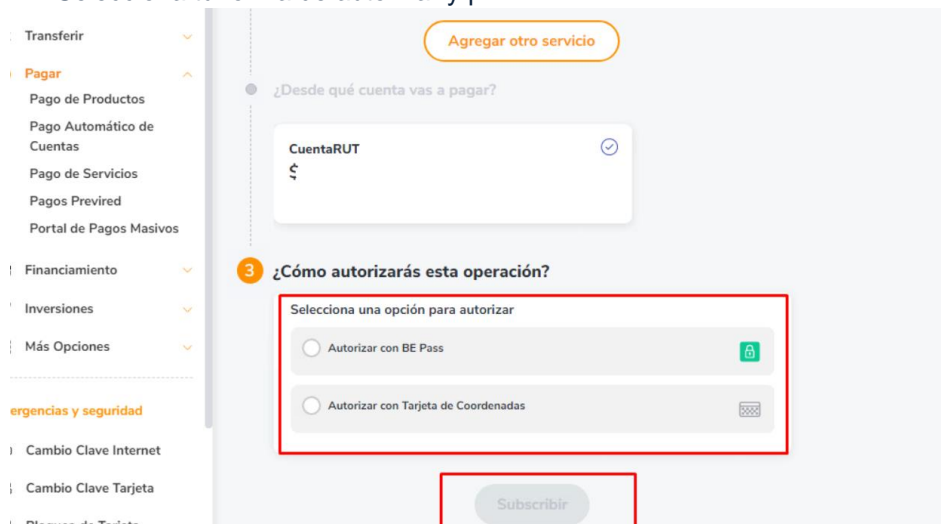 Transferir
Pagar
Pago de Productos
Pago Automático de
Cuentas
Pago de Servicios
Pagos Previred
Portal de Pagos Masivos
Financiamiento
Inversiones
Más Opciones
ergencias y seguridad
Cambio Clave Internet
Cambio Clave Tarjeta
Agregar otro servicio
¿Desde qué cuenta vas a pagar?
CuentaRUT
$
3 ¿Cómo autorizarás esta operación?
Selecciona una opción para autorizar
Autorizar con BE Pass
Autorizar con Tarjeta de Coordenadas
Subscribir